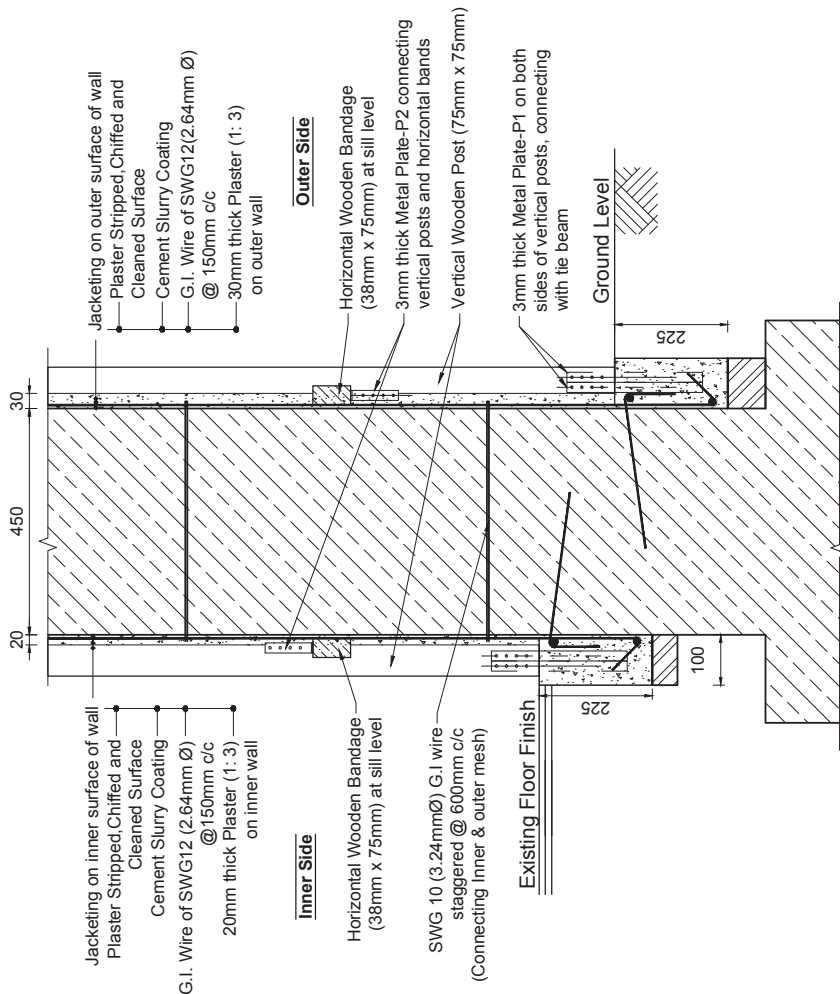 Jacketing on inner surface of wall
Plaster Stripped,Chiffed and
Cleaned Surface
Cement Slurry Coating
G.I. Wire of SWG12 (2.64mm Ø)
@150mm c/c
20mm thick Plaster (1: 3)
on inner wall
Inner Side
Horizontal Wooden Bandage
(38mm x 75mm) at sill level
SWG 10 (3.24mmØ) G.I wire
staggered @ 600mm c/c
(Connecting Inner & outer mesh)
Existing Floor Finish
225
100
20
450
30
Jacketing on outer surface of wall
Plaster Stripped,Chiffed and
Cleaned Surface
Cement Slurry Coating
G.I. Wire of SWG12(2.64mm Ø)
@ 150mm c/c
30mm thick Plaster (1: 3)
on outer wall
Outer Side
Horizontal Wooden Bandage
(38mm x 75mm) at sill level
3mm thick Metal Plate-P2 connecting
vertical posts and horizontal bands
Vertical Wooden Post (75mm x 75mm)
3mm thick Metal Plate-P1 on both
sides of vertical posts, connecting
with tie beam
Ground Level
225